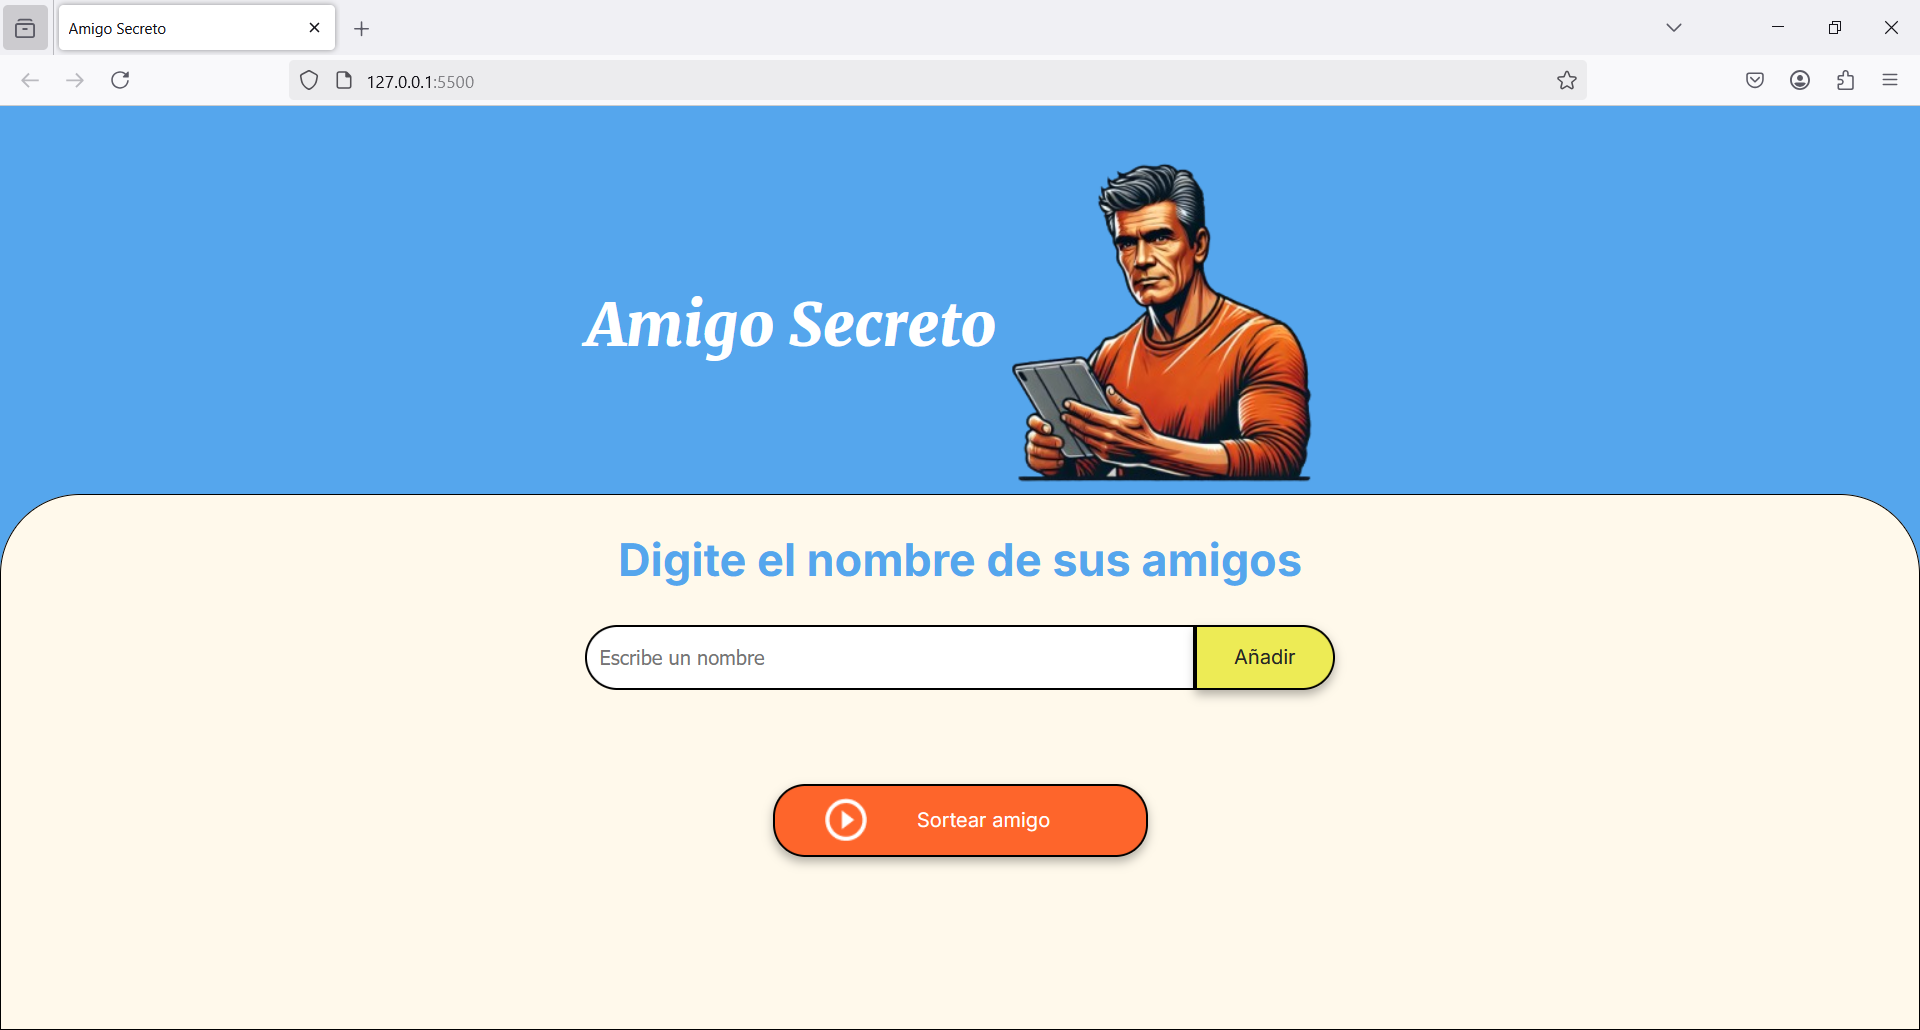 Amigo Secreto
127.0.0.1:5500
Amigo Secreto
Digite el nombre de sus amigos
Escribe un nombre
Añadir
Sortear amigo